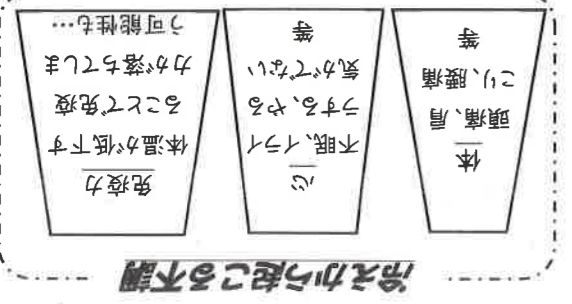 冷えから起こる不調
体
頭痛、肩
こり、腰痛
等
心
不眠、イライ
ラする、やる
気がでない
等
免疫力
体温が低下す
ることで免疫
力が落ちてしま
う可能性も…